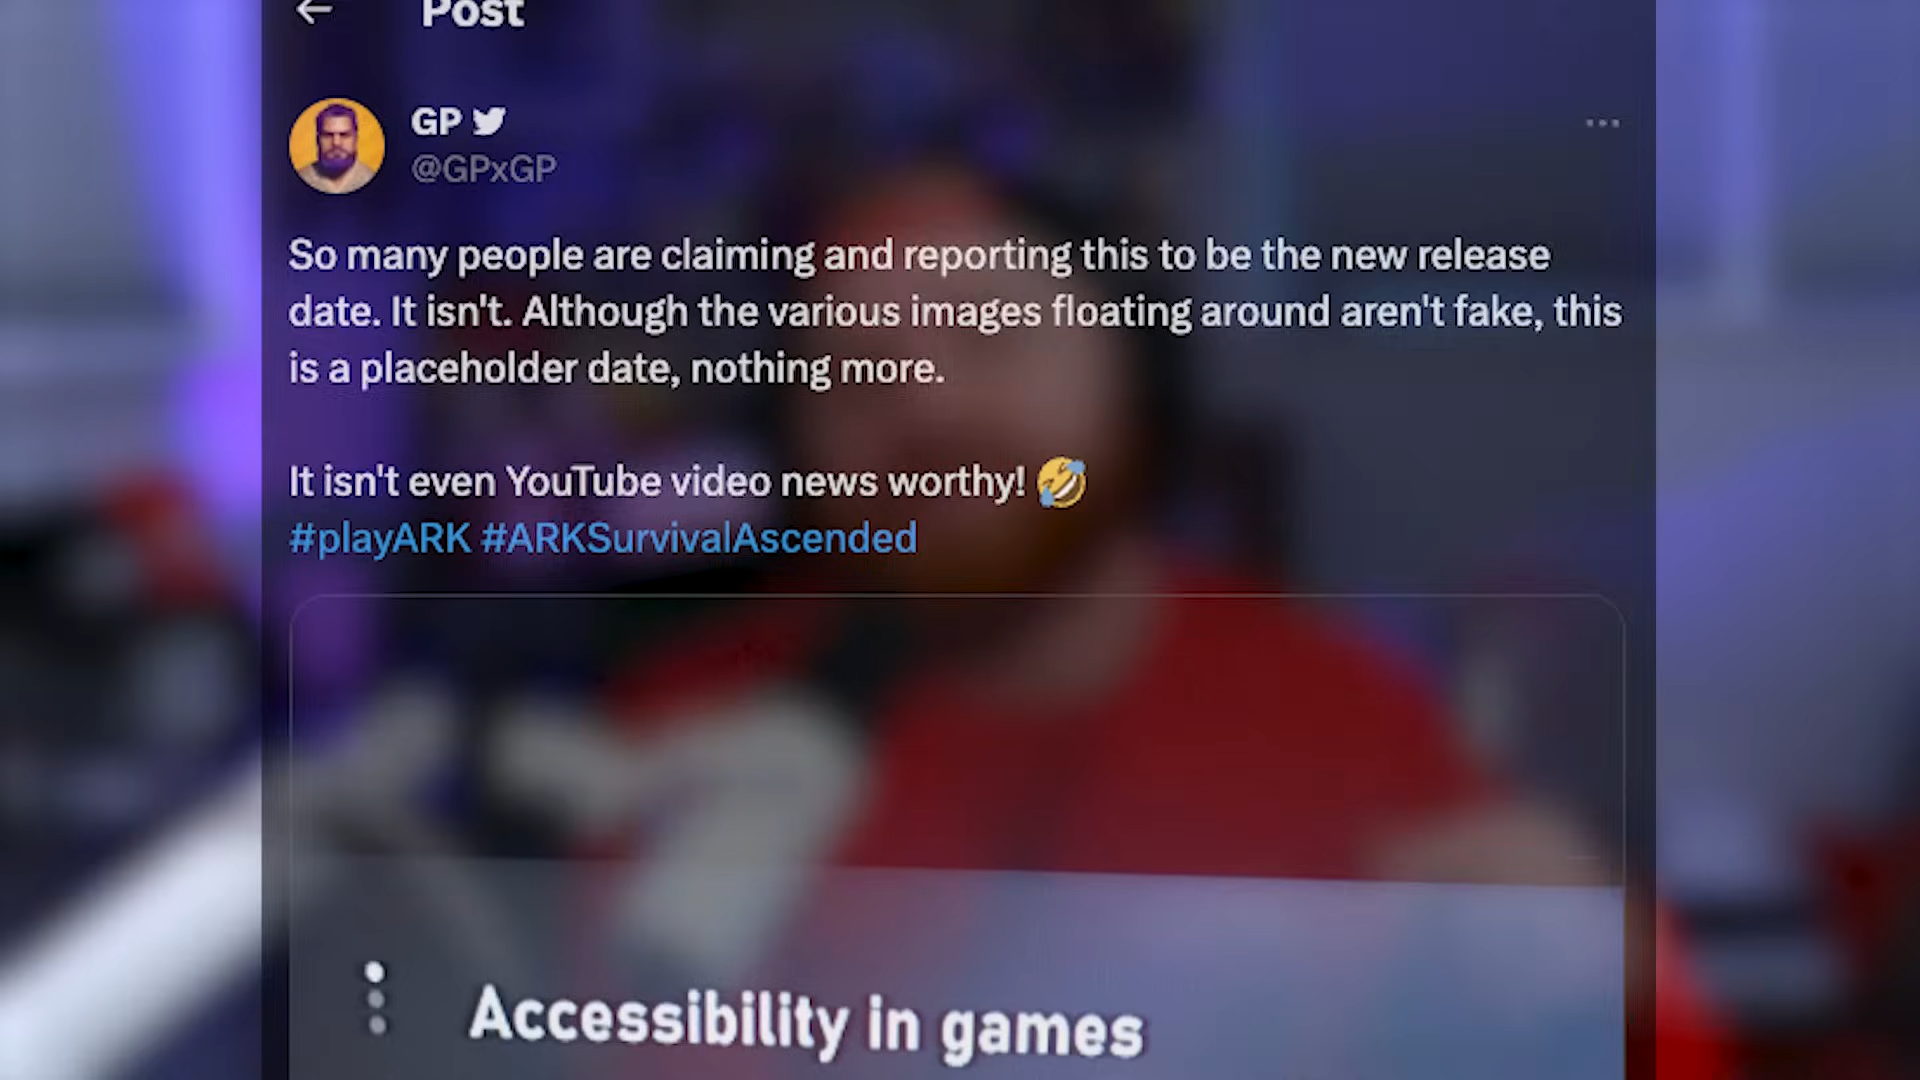 Post
GP
@GPxGP
So many people are claiming and reporting this to be the new release
date. It isn't. Although the various images floating around aren't fake, this
is a placeholder date, nothing more.
It isn't even YouTube video news worthy! 🤣
#playARK #ARKSurvivalAscended
Accessibility in games